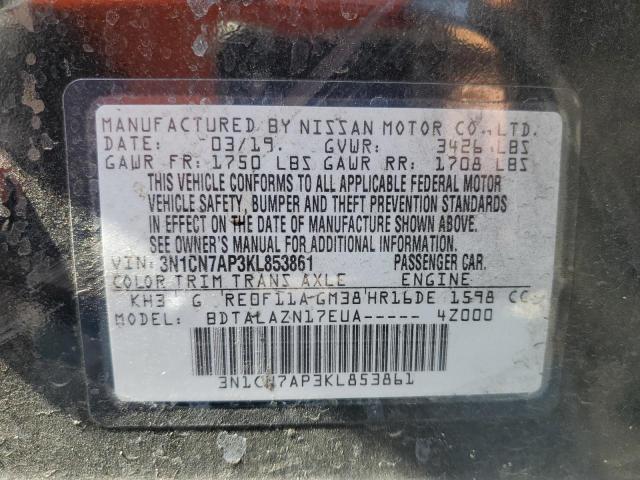 MANUFACTURED BY NISSAN MOTOR CO., LTD.
DATE: 03/19. GVWR: 3426 LBS
GAWR FR: 1750 LBS GAWR RR: 1708 LBS
THIS VEHICLE CONFORMS TO ALL APPLICABLE FEDERAL MOTOR
VEHICLE SAFETY, BUMPER AND THEFT PREVENTION STANDARDS
IN EFFECT ON THE DATE OF MANUFACTURE SHOWN ABOVE.
SEE OWNER'S MANUAL FOR ADDITIONAL INFORMATION.
VIN: 3N1CN7AP3KL853861 PASSENGER CAR.
COLOR TRIM TRANS AXLE ENGINE
KH3 G RE0F11A GM38 HR16DE 1598 CC
MODEL: BDTALAZN17EUA----- 4Z000
3N1CN7AP3KL853861